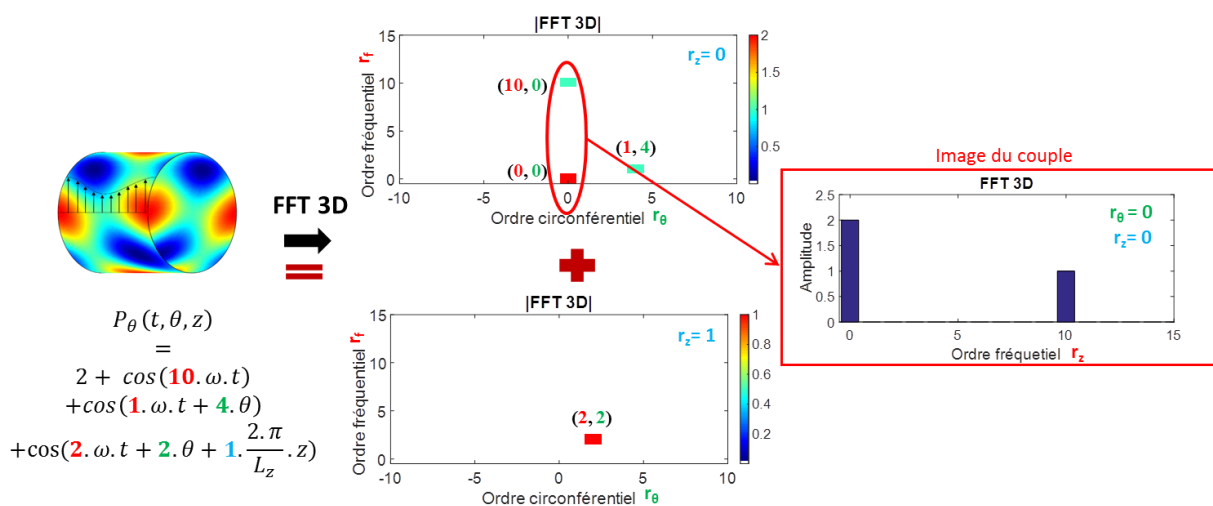 P_θ(t, θ, z)
=
2 + cos(10.ω.t)
+cos(1.ω.t + 4.θ)
+cos(2.ω.t + 2.θ + 1.(2.π/L_z).z)
FFT 3D
|FFT 3D|
r_z= 0
Ordre fréquentiel r_f
15
10
5
0
(10, 0)
(1, 4)
(0, 0)
-10
-5
0
5
10
Ordre circonférentiel r_θ
2
1.5
1
0.5
0
|FFT 3D|
r_z= 1
Ordre fréquentiel r_f
15
10
5
0
(2, 2)
-10
-5
0
5
10
Ordre circonférentiel r_θ
1
0.8
0.6
0.4
0.2
Image du couple
FFT 3D
r_θ = 0
r_z= 0
Amplitude
2.5
2
1.5
1
0.5
0
0
5
10
15
Ordre fréquetiel r_z